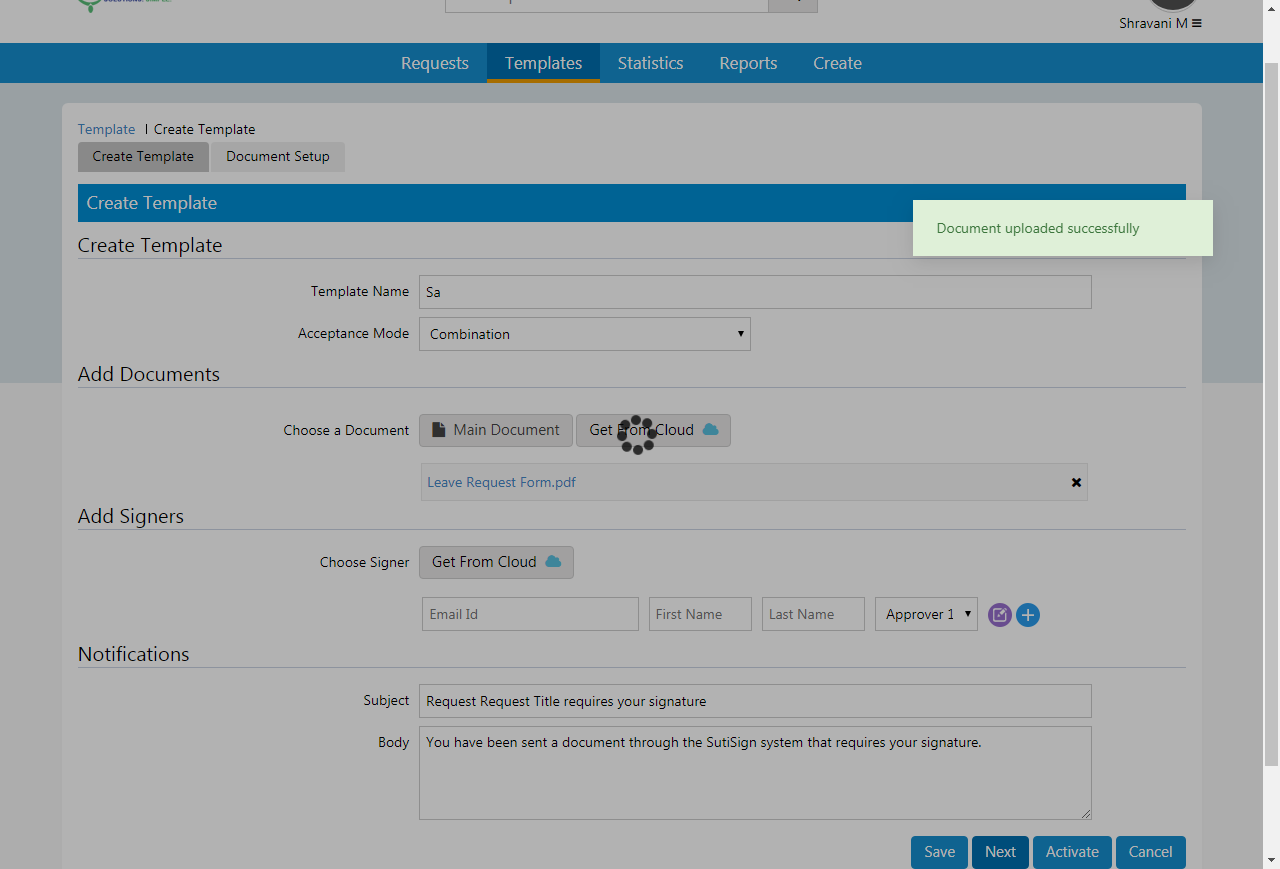 Shravani M
Requests Templates Statistics Reports Create
Template | Create Template
Create Template Document Setup
Create Template
Document uploaded successfully
Create Template
Template Name Sa
Acceptance Mode Combination
Add Documents
Choose a Document Main Document Get From Cloud
Leave Request Form.pdf
Add Signers
Choose Signer Get From Cloud
Email Id First Name Last Name Approver 1
Notifications
Subject Request Request Title requires your signature
Body You have been sent a document through the SutiSign system that requires your signature.
Save Next Activate Cancel